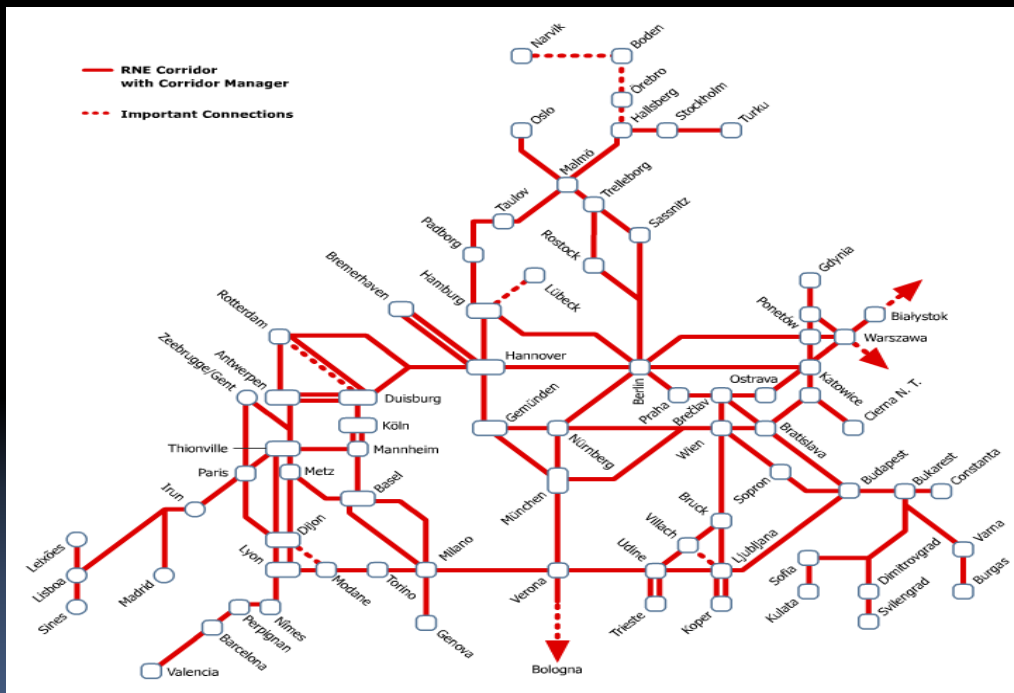 RNE Corridor
with Corridor Manager
Important Connections
Narvik
Boden
Örebro
Hallsberg
Stockholm
Turku
Oslo
Malmö
Trelleborg
Sassnitz
Taulov
Padborg
Rostock
Hamburg
Lübeck
Bremerhaven
Rotterdam
Zeebrugge/Gent
Antwerpen
Hannover
Duisburg
Berlin
Gdynia
Ponetów
Białystok
Warszawa
Katowice
Cierna N. T.
Ostrava
Praha
Brečlav
Bratislava
Wien
Gemünden
Nürnberg
München
Köln
Mannheim
Thionville
Metz
Paris
Basel
Irun
Dijon
Lyon
Leixões
Lisboa
Sines
Madrid
Modane
Torino
Milano
Genova
Nîmes
Perpignan
Barcelona
Valencia
Verona
Bologna
Udine
Villach
Bruck
Sopron
Ljubljana
Trieste
Koper
Budapest
Bukarest
Constanta
Varna
Burgas
Sofia
Kulata
Dimitrovgrad
Svilengrad